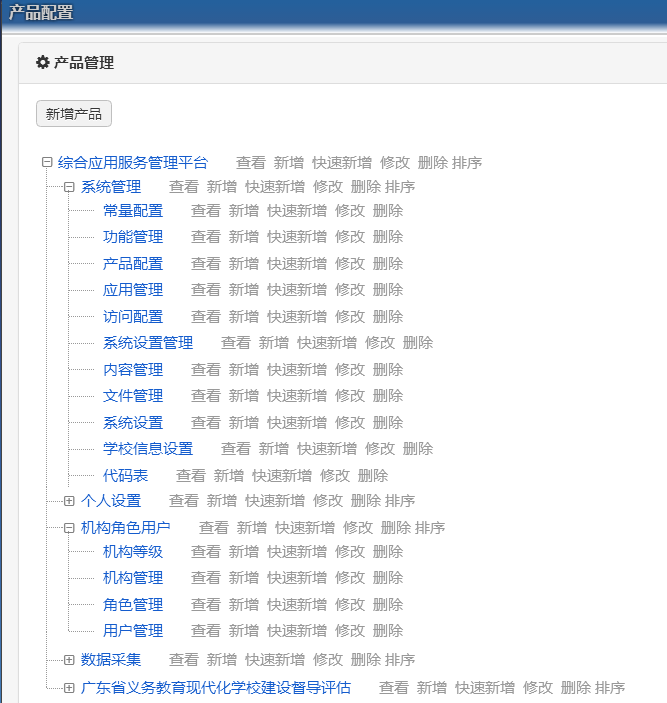 产品配置
产品管理
新增产品
综合应用服务管理平台 查看 新增 快速新增 修改 删除 排序
系统管理 查看 新增 快速新增 修改 删除 排序
常量配置 查看 新增 快速新增 修改 删除
功能管理 查看 新增 快速新增 修改 删除
产品配置 查看 新增 快速新增 修改 删除
应用管理 查看 新增 快速新增 修改 删除
访问配置 查看 新增 快速新增 修改 删除
系统设置管理 查看 新增 快速新增 修改 删除
内容管理 查看 新增 快速新增 修改 删除
文件管理 查看 新增 快速新增 修改 删除
系统设置 查看 新增 快速新增 修改 删除
学校信息设置 查看 新增 快速新增 修改 删除
代码表 查看 新增 快速新增 修改 删除
个人设置 查看 新增 快速新增 修改 删除 排序
机构角色用户 查看 新增 快速新增 修改 删除 排序
机构等级 查看 新增 快速新增 修改 删除
机构管理 查看 新增 快速新增 修改 删除
角色管理 查看 新增 快速新增 修改 删除
用户管理 查看 新增 快速新增 修改 删除
数据采集 查看 新增 快速新增 修改 删除 排序
广东省义务教育现代化学校建设督导评估 查看 新增 快速新增 修改 删除 排序